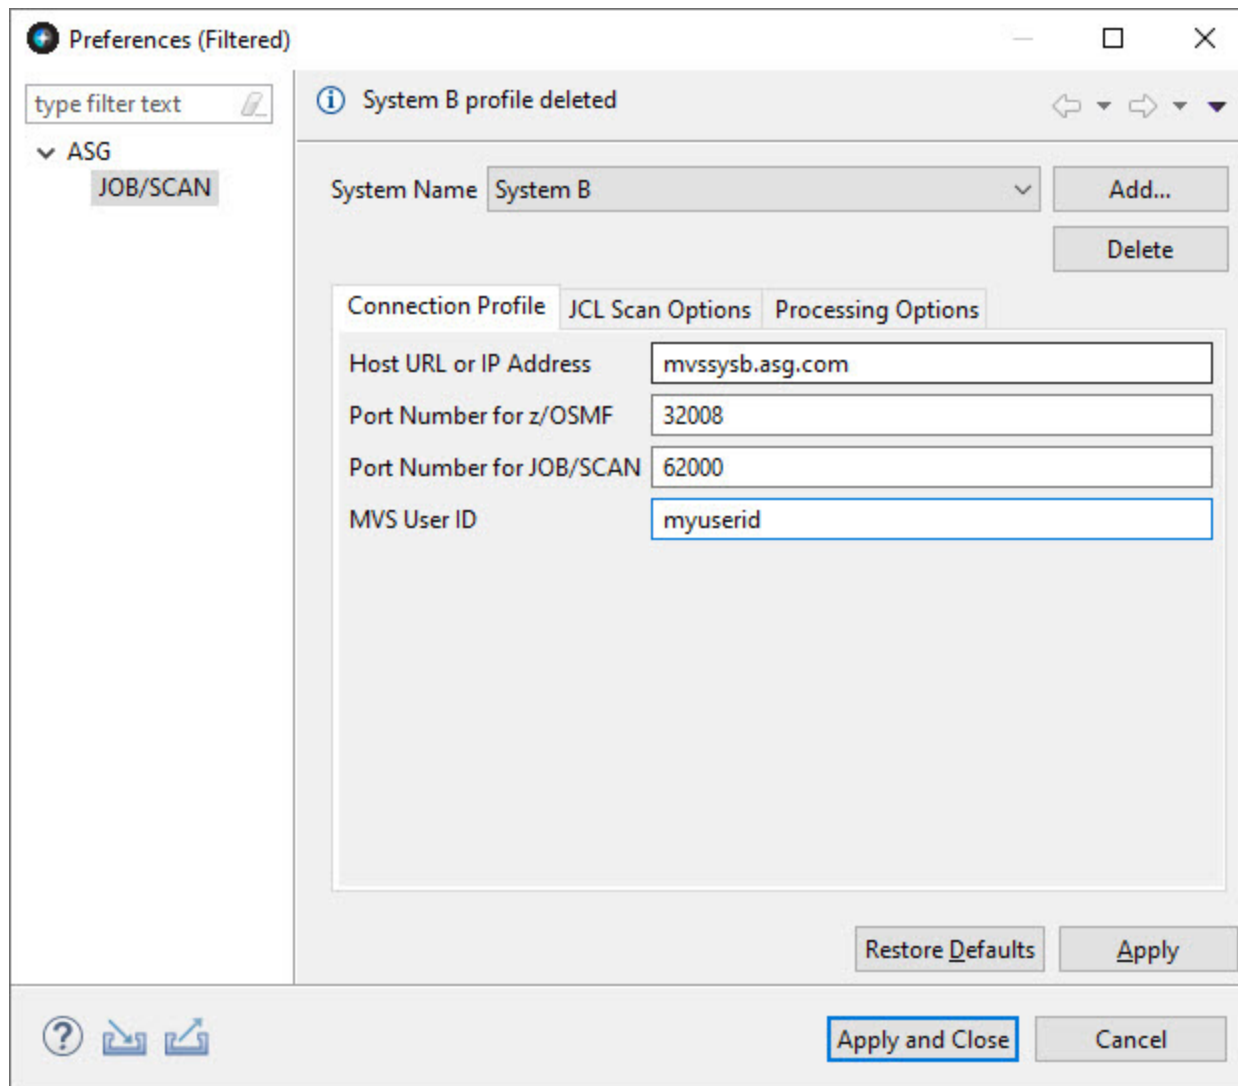 Preferences (Filtered)
type filter text
ASG
JOB/SCAN
System B profile deleted
System Name System B Add...
Delete
Connection Profile JCL Scan Options Processing Options
Host URL or IP Address mvssysb.asg.com
Port Number for z/OSMF 32008
Port Number for JOB/SCAN 62000
MVS User ID myuserid
Restore Defaults Apply
? Apply and Close Cancel